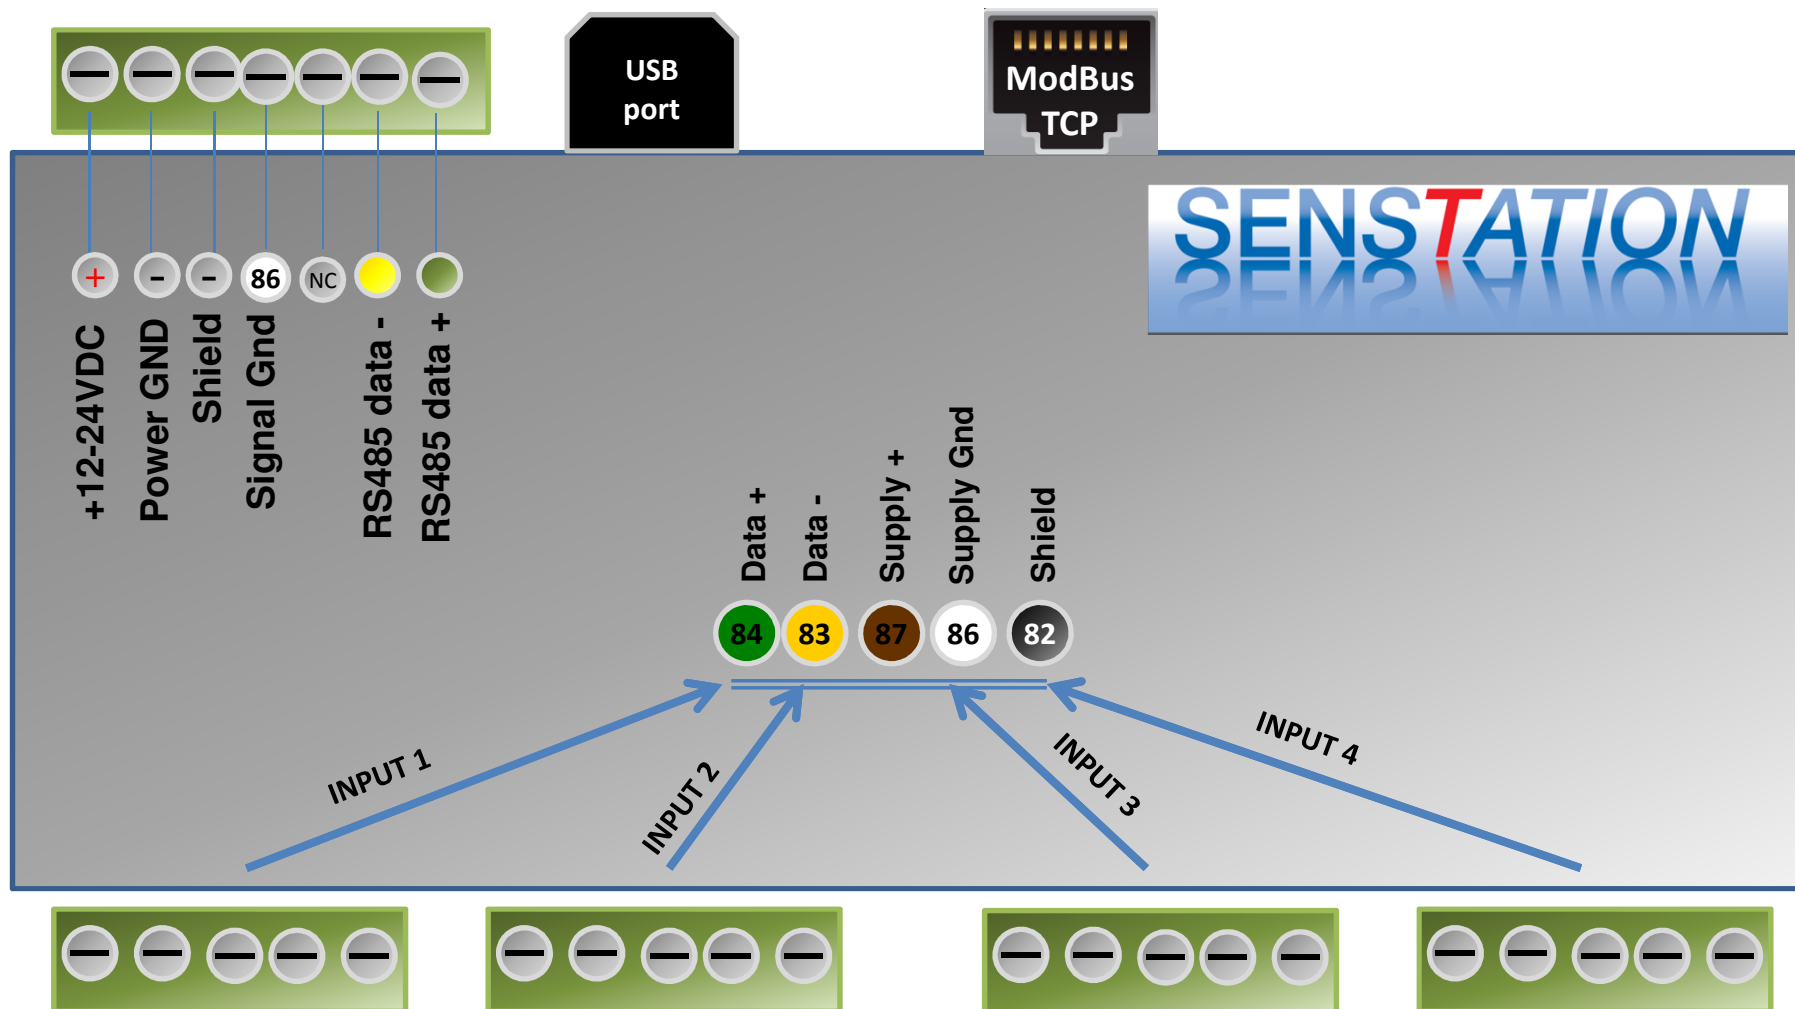 USB
port
ModBus
TCP
SENSTATION
+
-
-
86
NC
+12-24VDC
Power GND
Shield
Signal Gnd
RS485 data -
RS485 data +
Data +
Data -
Supply +
Supply Gnd
Shield
84
83
87
86
82
INPUT 1
INPUT 2
INPUT 3
INPUT 4